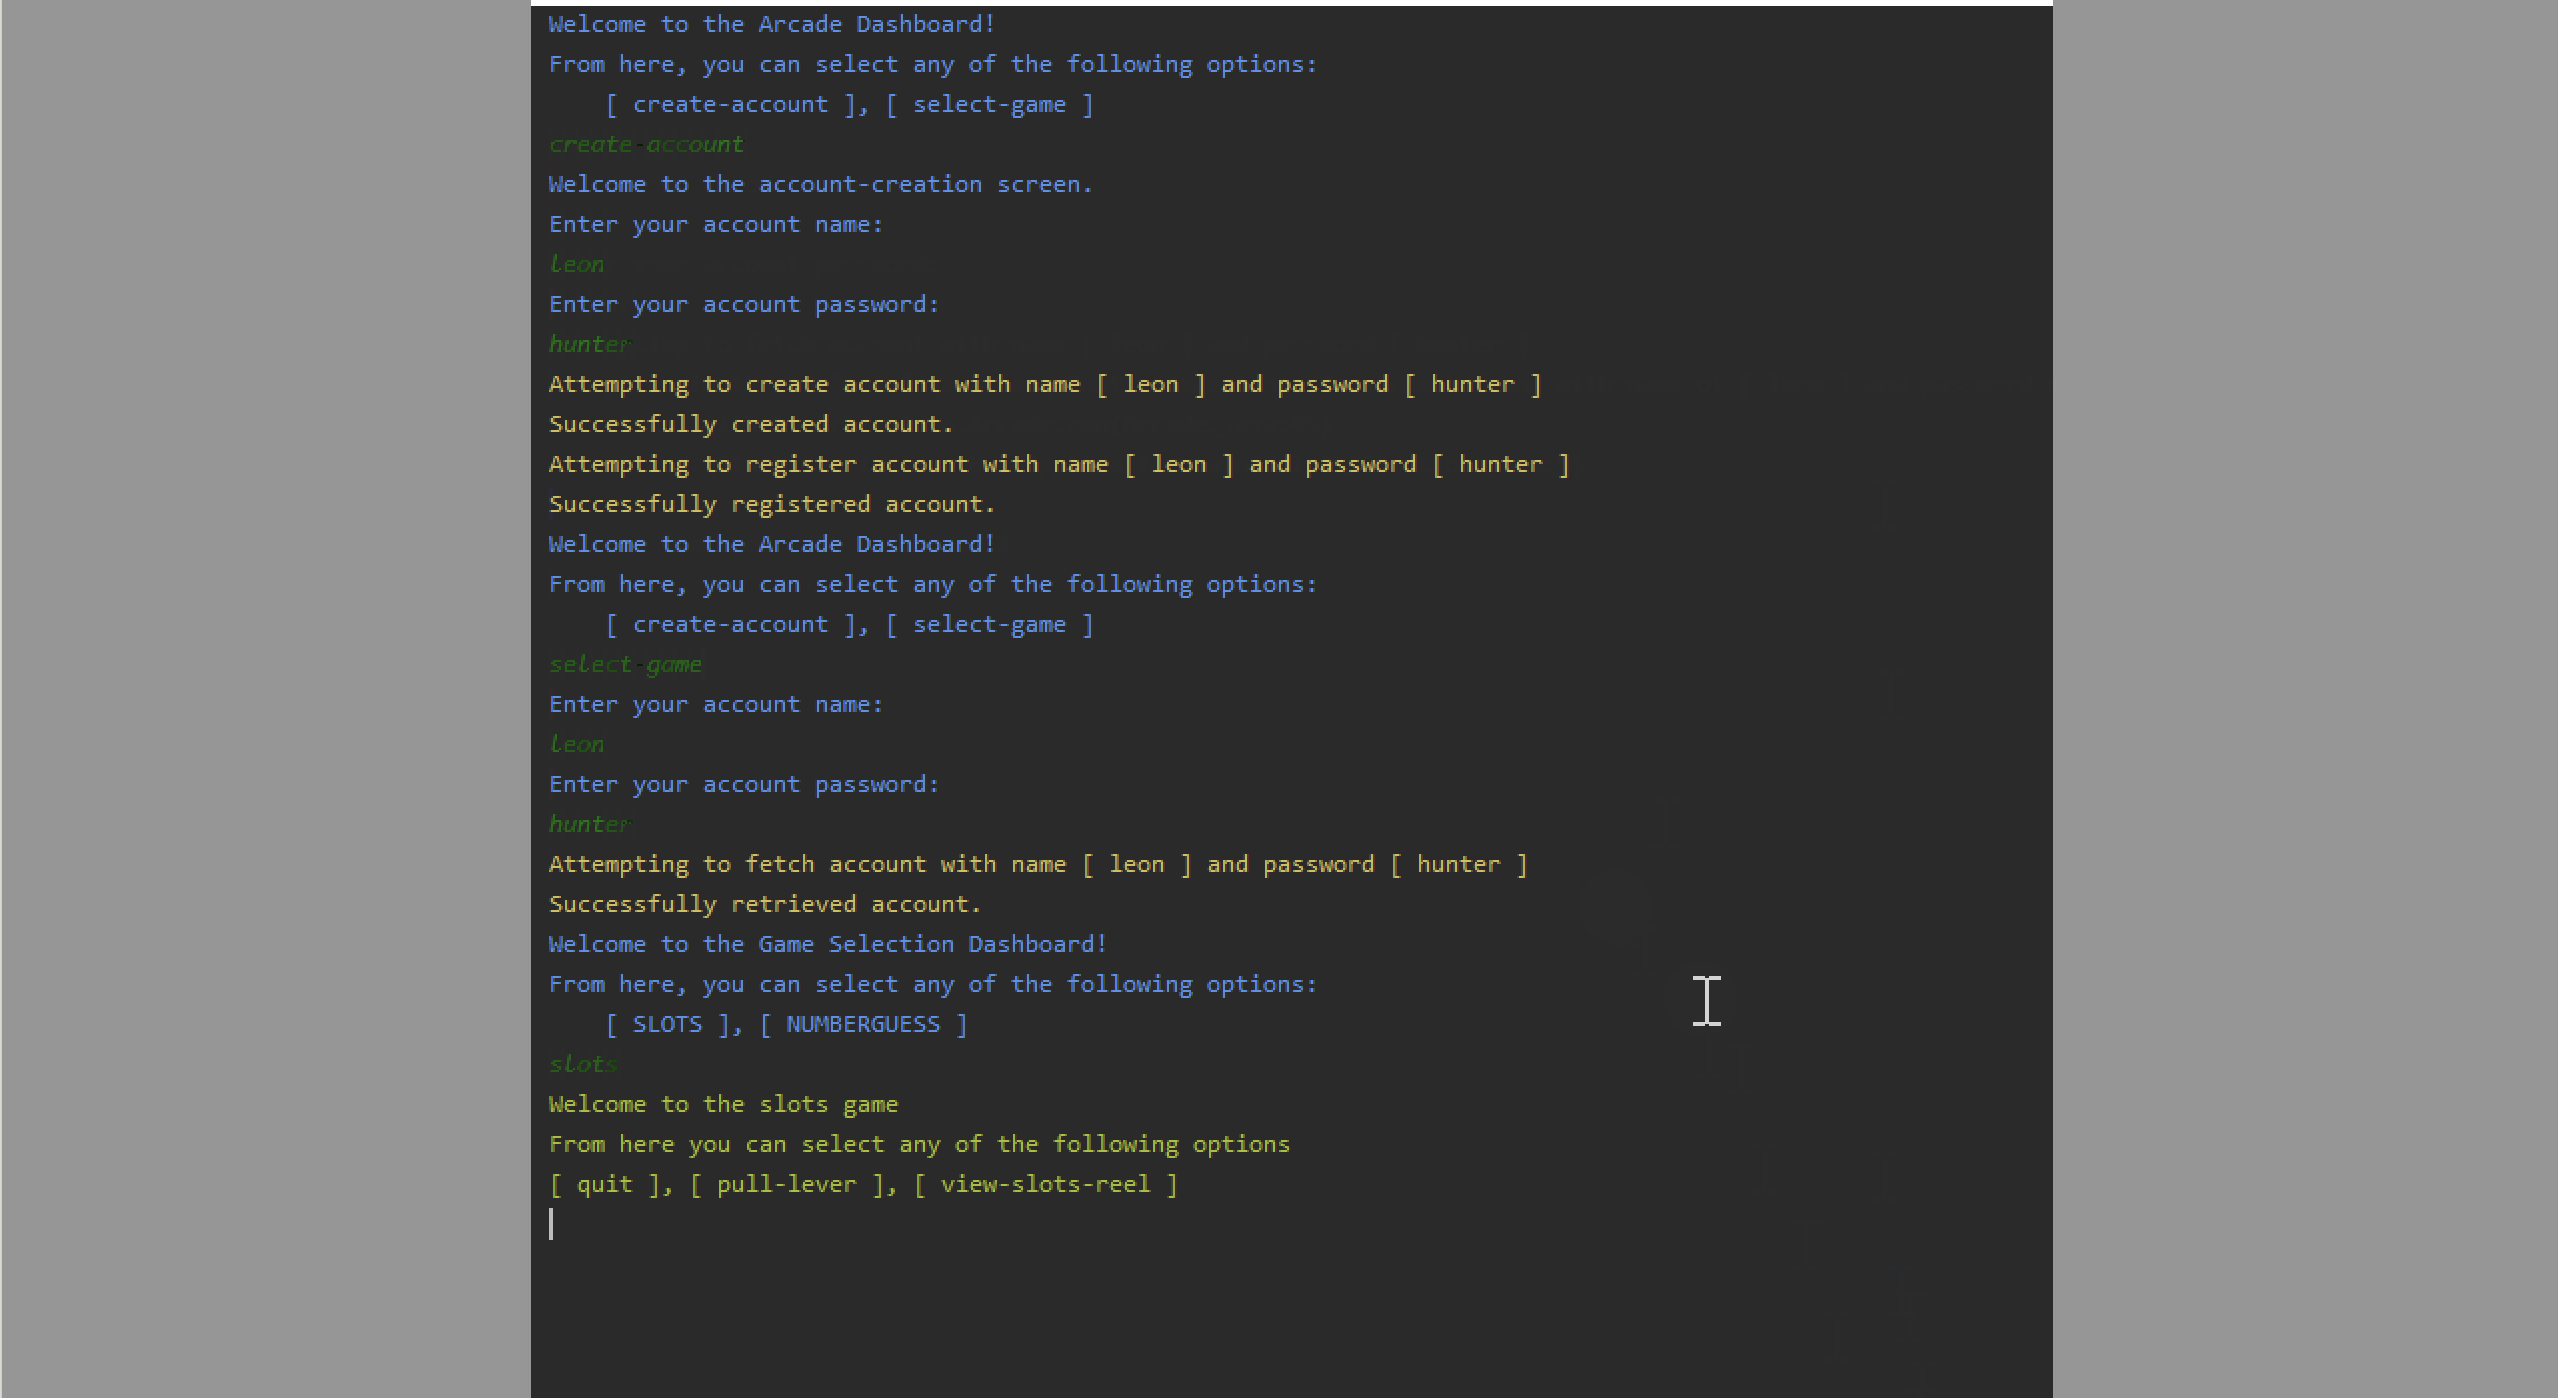 Welcome to the Arcade Dashboard!
From here, you can select any of the following options:
    [ create-account ], [ select-game ]
create-account
Welcome to the account-creation screen.
Enter your account name:
leon
Enter your account password:
hunter
Attempting to create account with name [ leon ] and password [ hunter ]
Successfully created account.
Attempting to register account with name [ leon ] and password [ hunter ]
Successfully registered account.
Welcome to the Arcade Dashboard!
From here, you can select any of the following options:
    [ create-account ], [ select-game ]
select-game
Enter your account name:
leon
Enter your account password:
hunter
Attempting to fetch account with name [ leon ] and password [ hunter ]
Successfully retrieved account.
Welcome to the Game Selection Dashboard!
From here, you can select any of the following options:
    [ SLOTS ], [ NUMBERGUESS ]
slots
Welcome to the slots game
From here you can select any of the following options
[ quit ], [ pull-lever ], [ view-slots-reel ]